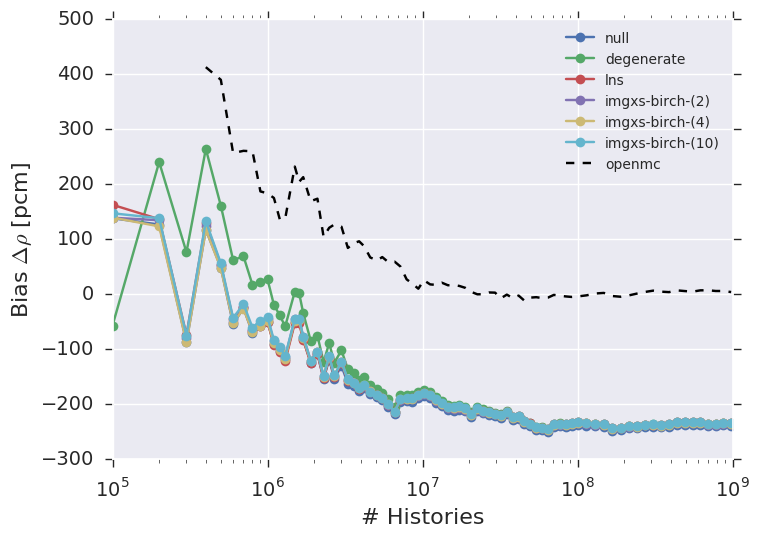 500
400
300
200
100
0
−100
−200
−300
Bias Δρ [pcm]
10^5
10^6
10^7
10^8
10^9
# Histories
null
degenerate
lns
imgxs-birch-(2)
imgxs-birch-(4)
imgxs-birch-(10)
openmc